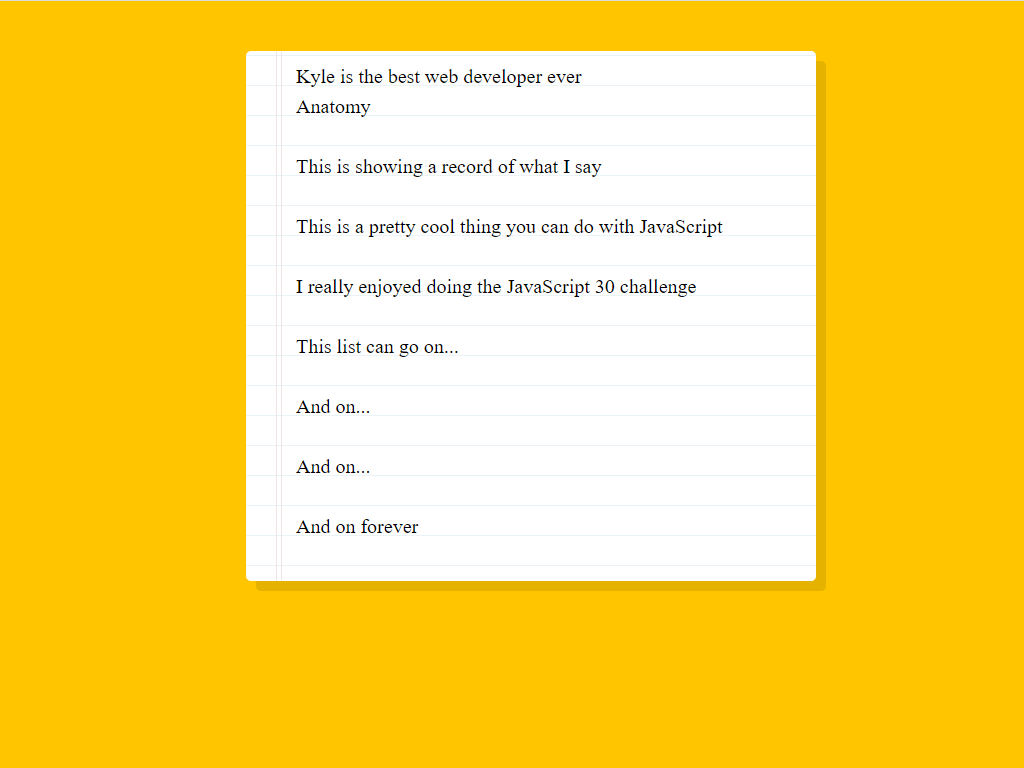 Kyle is the best web developer ever
Anatomy
This is showing a record of what I say
This is a pretty cool thing you can do with JavaScript
I really enjoyed doing the JavaScript 30 challenge
This list can go on...
And on...
And on...
And on forever